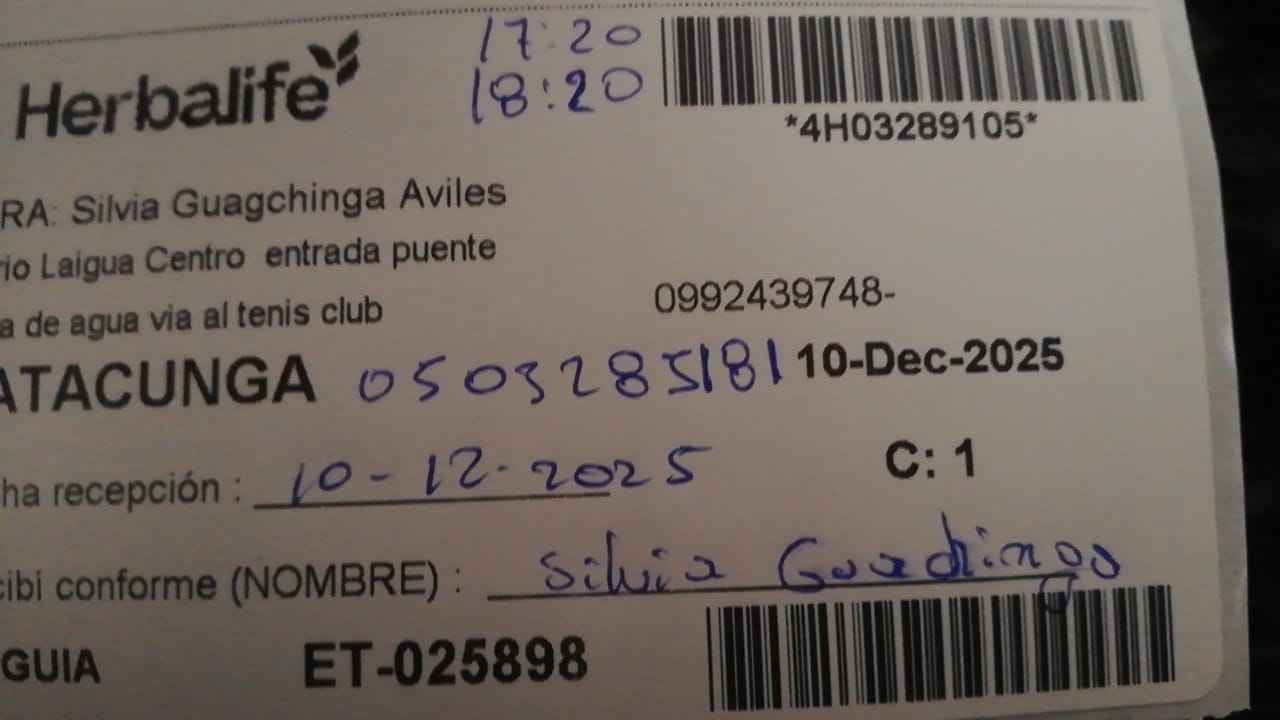 Herbalife
17:20
18:20
*4H03289105*
RA: Silvia Guagchinga Aviles
rio Laigua Centro entrada puente
a de agua via al tenis club
0992439748-
ATACUNGA 0503285181 10-Dec-2025
ha recepción : 10-12-2025
C: 1
cibi conforme (NOMBRE) : Silvia Guachinga
GUIA ET-025898